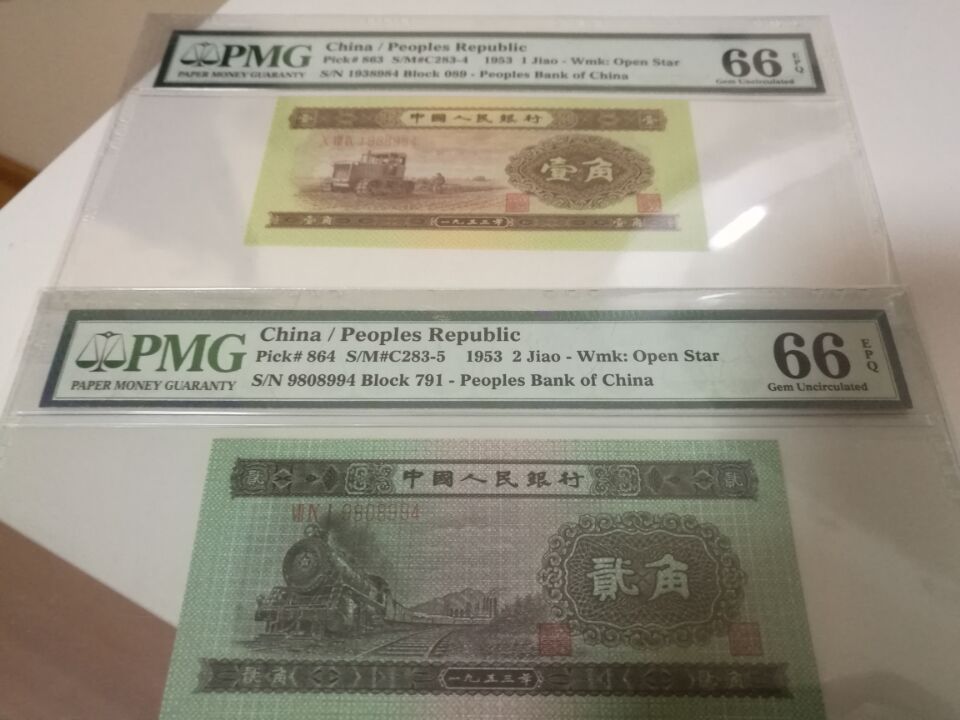 PMG
PAPER MONEY GUARANTY
China / Peoples Republic
Pick# 863 S/M#C283-4 1953 1 Jiao - Wmk: Open Star
S/N 1938984 Block 089 - Peoples Bank of China
66 EPQ
Gem Uncirculated
中國人民銀行
壹角
壹角
一九五三年
壹角
PMG
PAPER MONEY GUARANTY
China / Peoples Republic
Pick# 864 S/M#C283-5 1953 2 Jiao - Wmk: Open Star
S/N 9808994 Block 791 - Peoples Bank of China
66 EPQ
Gem Uncirculated
貳
中國人民銀行
貳
9808994
貳角
一九五三年